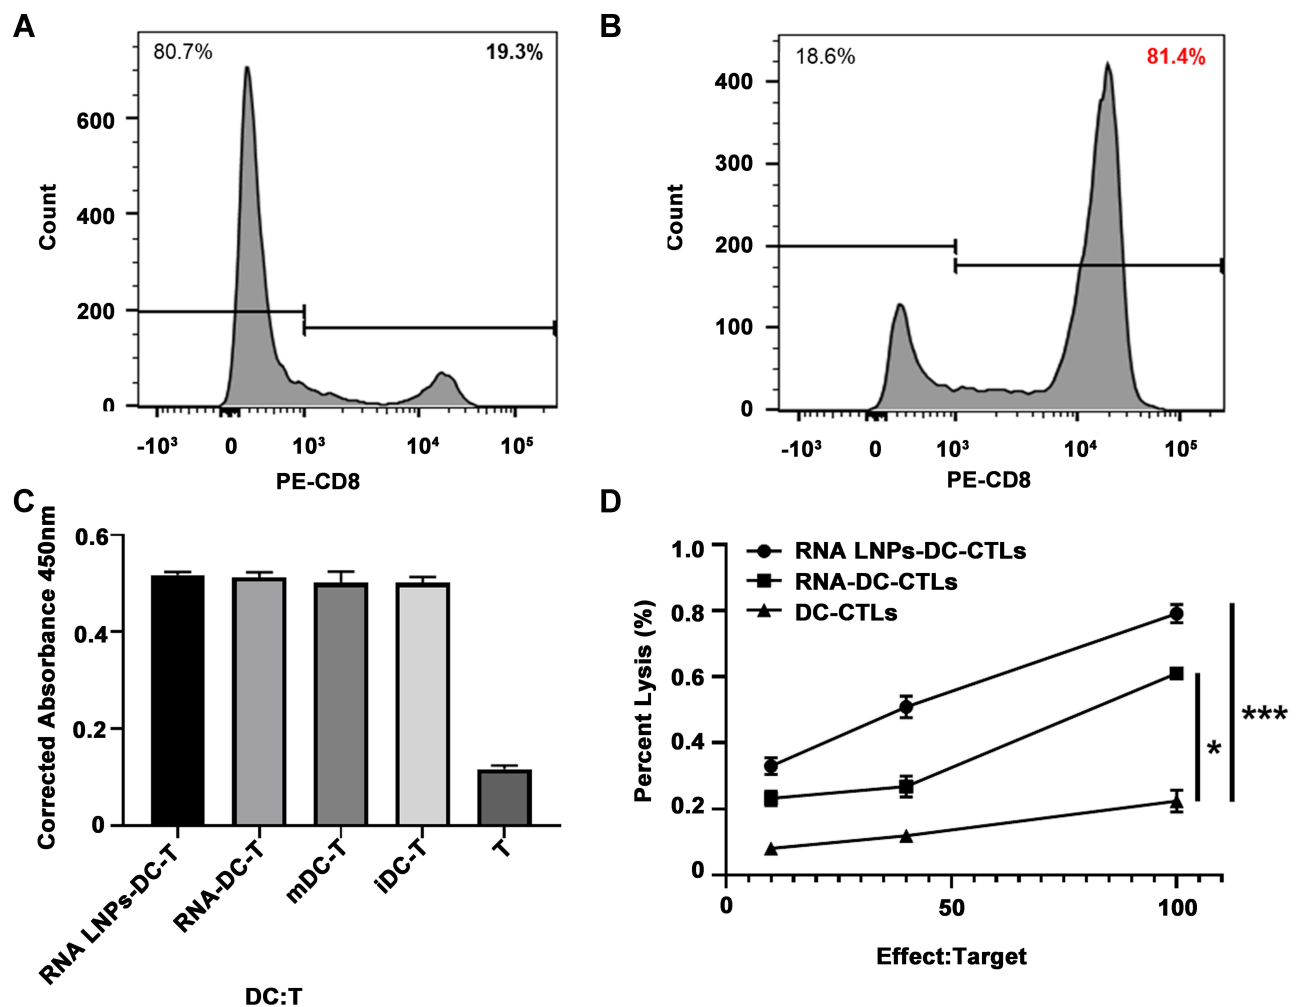 A
80.7%
19.3%
600
400
200
0
Count
-10³ 0 10³ 10⁴ 10⁵
PE-CD8
B
18.6%
81.4%
400
300
200
100
0
Count
-10³ 0 10³ 10⁴ 10⁵
PE-CD8
C
Corrected Absorbance 450nm
0.6
0.4
0.2
0
RNA LNPs-DC-T
RNA-DC-T
mDC-T
iDC-T
T
DC:T
D
RNA LNPs-DC-CTLs
RNA-DC-CTLs
DC-CTLs
Percent Lysis (%)
1.0
0.8
0.6
0.4
0.2
0
0 50 100
*
***
Effect:Target